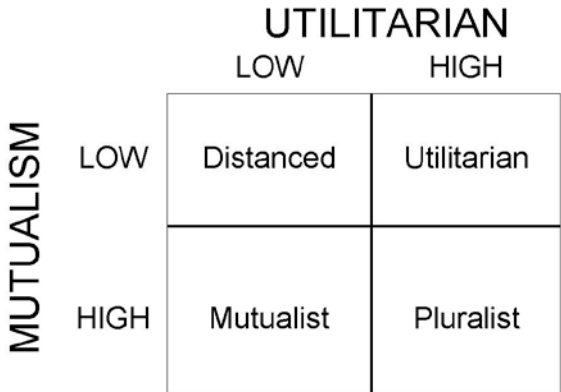 UTILITARIAN
LOW HIGH
MUTUALISM
LOW Distanced Utilitarian
HIGH Mutualist Pluralist